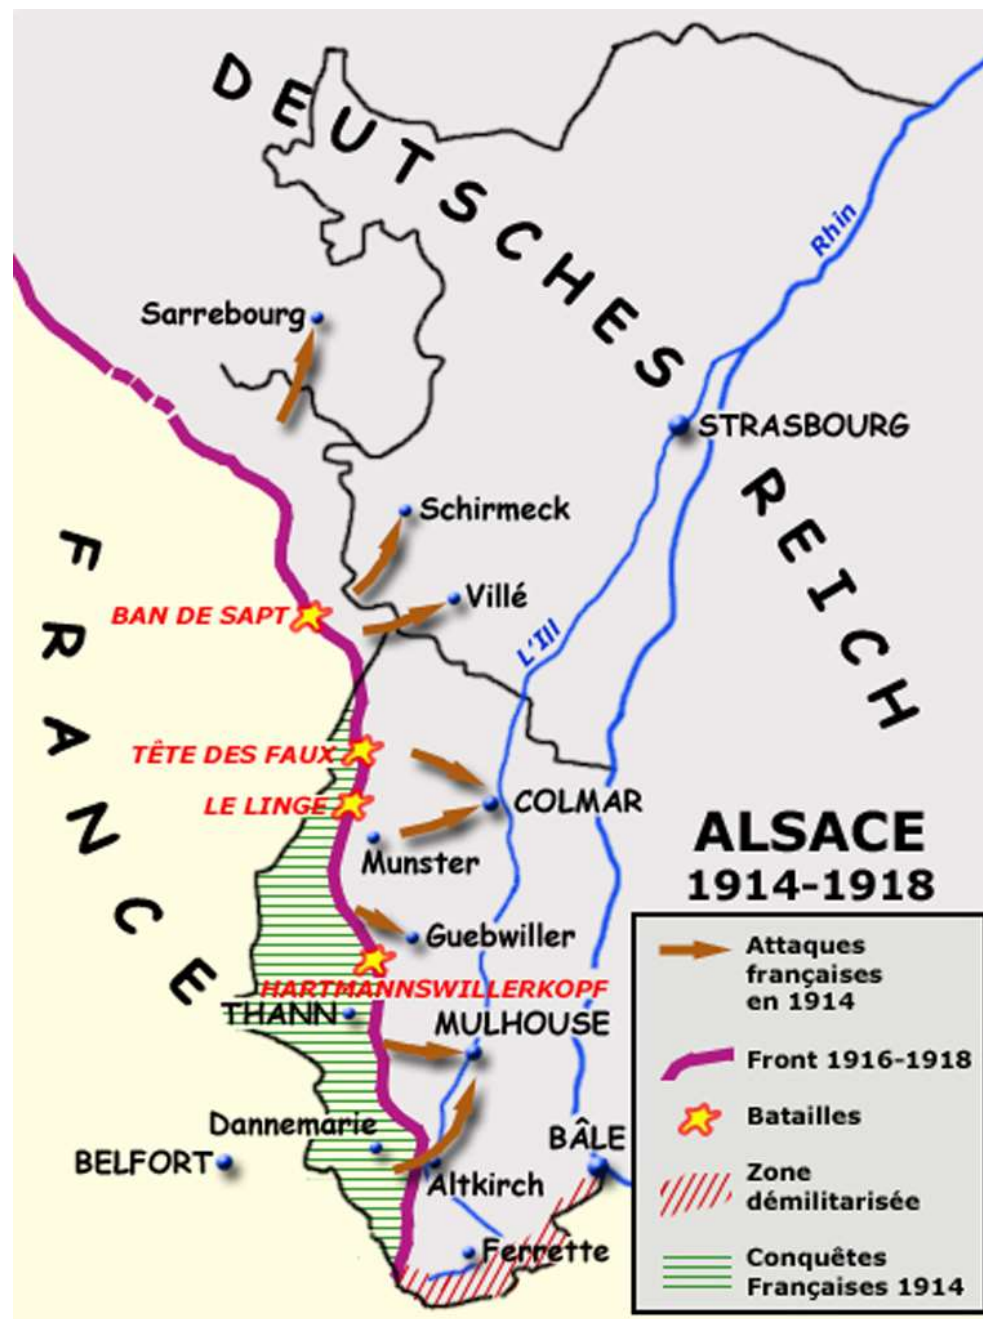 DEUTSCHES
REICH
Rhin
Sarrebourg
STRASBOURG
Schirmeck
Villé
FRANCE
BAN DE SAPT
L'Ill
TÊTE DES FAUX
LE LINGE
COLMAR
Munster
Guebwiller
HARTMANNSWILLERKOPF
THANN
MULHOUSE
Dannemarie
BELFORT
BÂLE
Altkirch
Ferrette
ALSACE
1914-1918
Attaques
françaises
en 1914
Front 1916-1918
Batailles
Zone
démilitarisée
Conquêtes
Françaises 1914